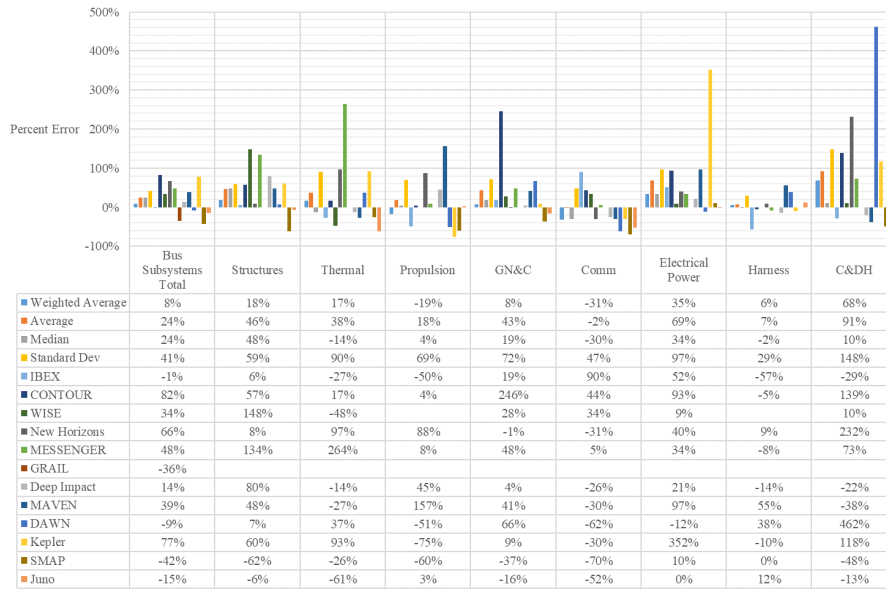 500%
400%
300%
Percent Error 200%
100%
0%
-100%
Bus Subsystems Total Structures Thermal Propulsion GN&C Comm Electrical Power Harness C&DH
Weighted Average 8% 18% 17% -19% 8% -31% 35% 6% 68%
Average 24% 46% 38% 18% 43% -2% 69% 7% 91%
Median 24% 48% -14% 4% 19% -30% 34% -2% 10%
Standard Dev 41% 59% 90% 69% 72% 47% 97% 29% 148%
IBEX -1% 6% -27% -50% 19% 90% 52% -57% -29%
CONTOUR 82% 57% 17% 4% 246% 44% 93% -5% 139%
WISE 34% 148% -48% 28% 34% 9% 10%
New Horizons 66% 8% 97% 88% -1% -31% 40% 9% 232%
MESSENGER 48% 134% 264% 8% 48% 5% 34% -8% 73%
GRAIL -36%
Deep Impact 14% 80% -14% 45% 4% -26% 21% -14% -22%
MAVEN 39% 48% -27% 157% 41% -30% 97% 55% -38%
DAWN -9% 7% 37% -51% 66% -62% -12% 38% 462%
Kepler 77% 60% 93% -75% 9% -30% 352% -10% 118%
SMAP -42% -62% -26% -60% -37% -70% 10% 0% -48%
Juno -15% -6% -61% 3% -16% -52% 0% 12% -13%